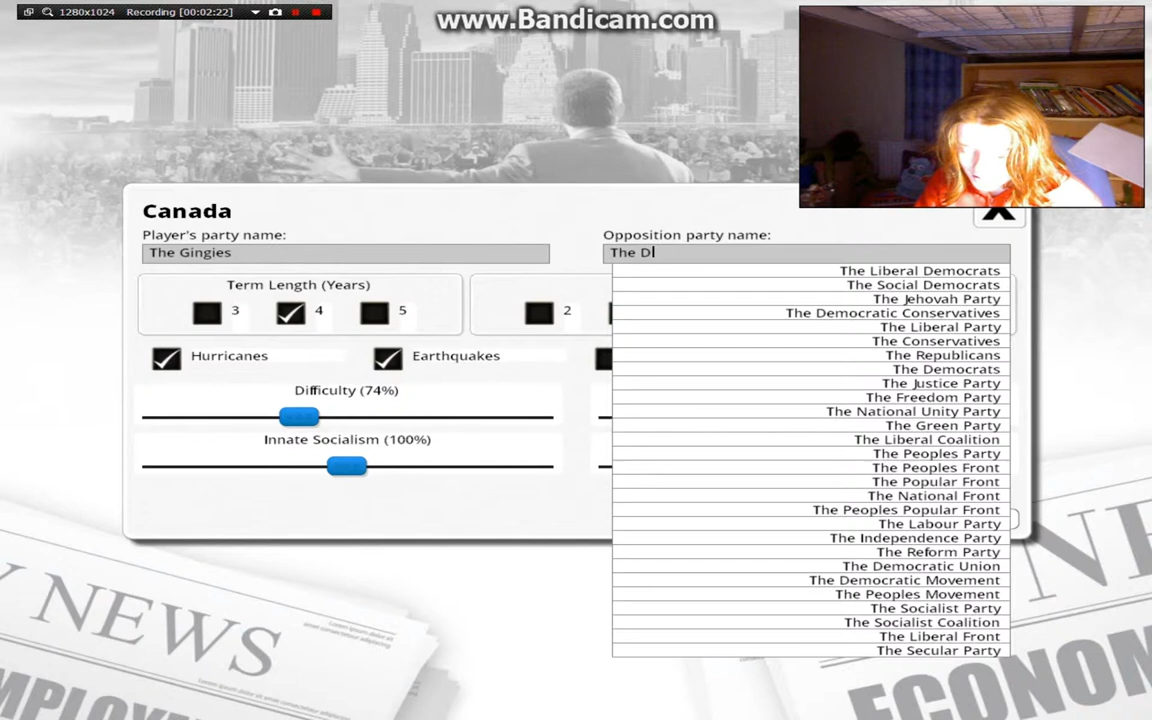 1280x1024 Recording [00:02:22]
www.Bandicam.com
Canada
X
Player's party name:
Opposition party name:
The Gingies
The D
Term Length (Years)
3
4
5
2
Hurricanes
Earthquakes
Difficulty (74%)
Innate Socialism (100%)
The Liberal Democrats
The Social Democrats
The Jehovah Party
The Democratic Conservatives
The Liberal Party
The Conservatives
The Republicans
The Democrats
The Justice Party
The Freedom Party
The National Unity Party
The Green Party
The Liberal Coalition
The Peoples Party
The Peoples Front
The Popular Front
The National Front
The Peoples Popular Front
The Labour Party
The Independence Party
The Reform Party
The Democratic Union
The Democratic Movement
The Peoples Movement
The Socialist Party
The Socialist Coalition
The Liberal Front
The Secular Party
Y NEWS
NE
MPLOY
ECONOM